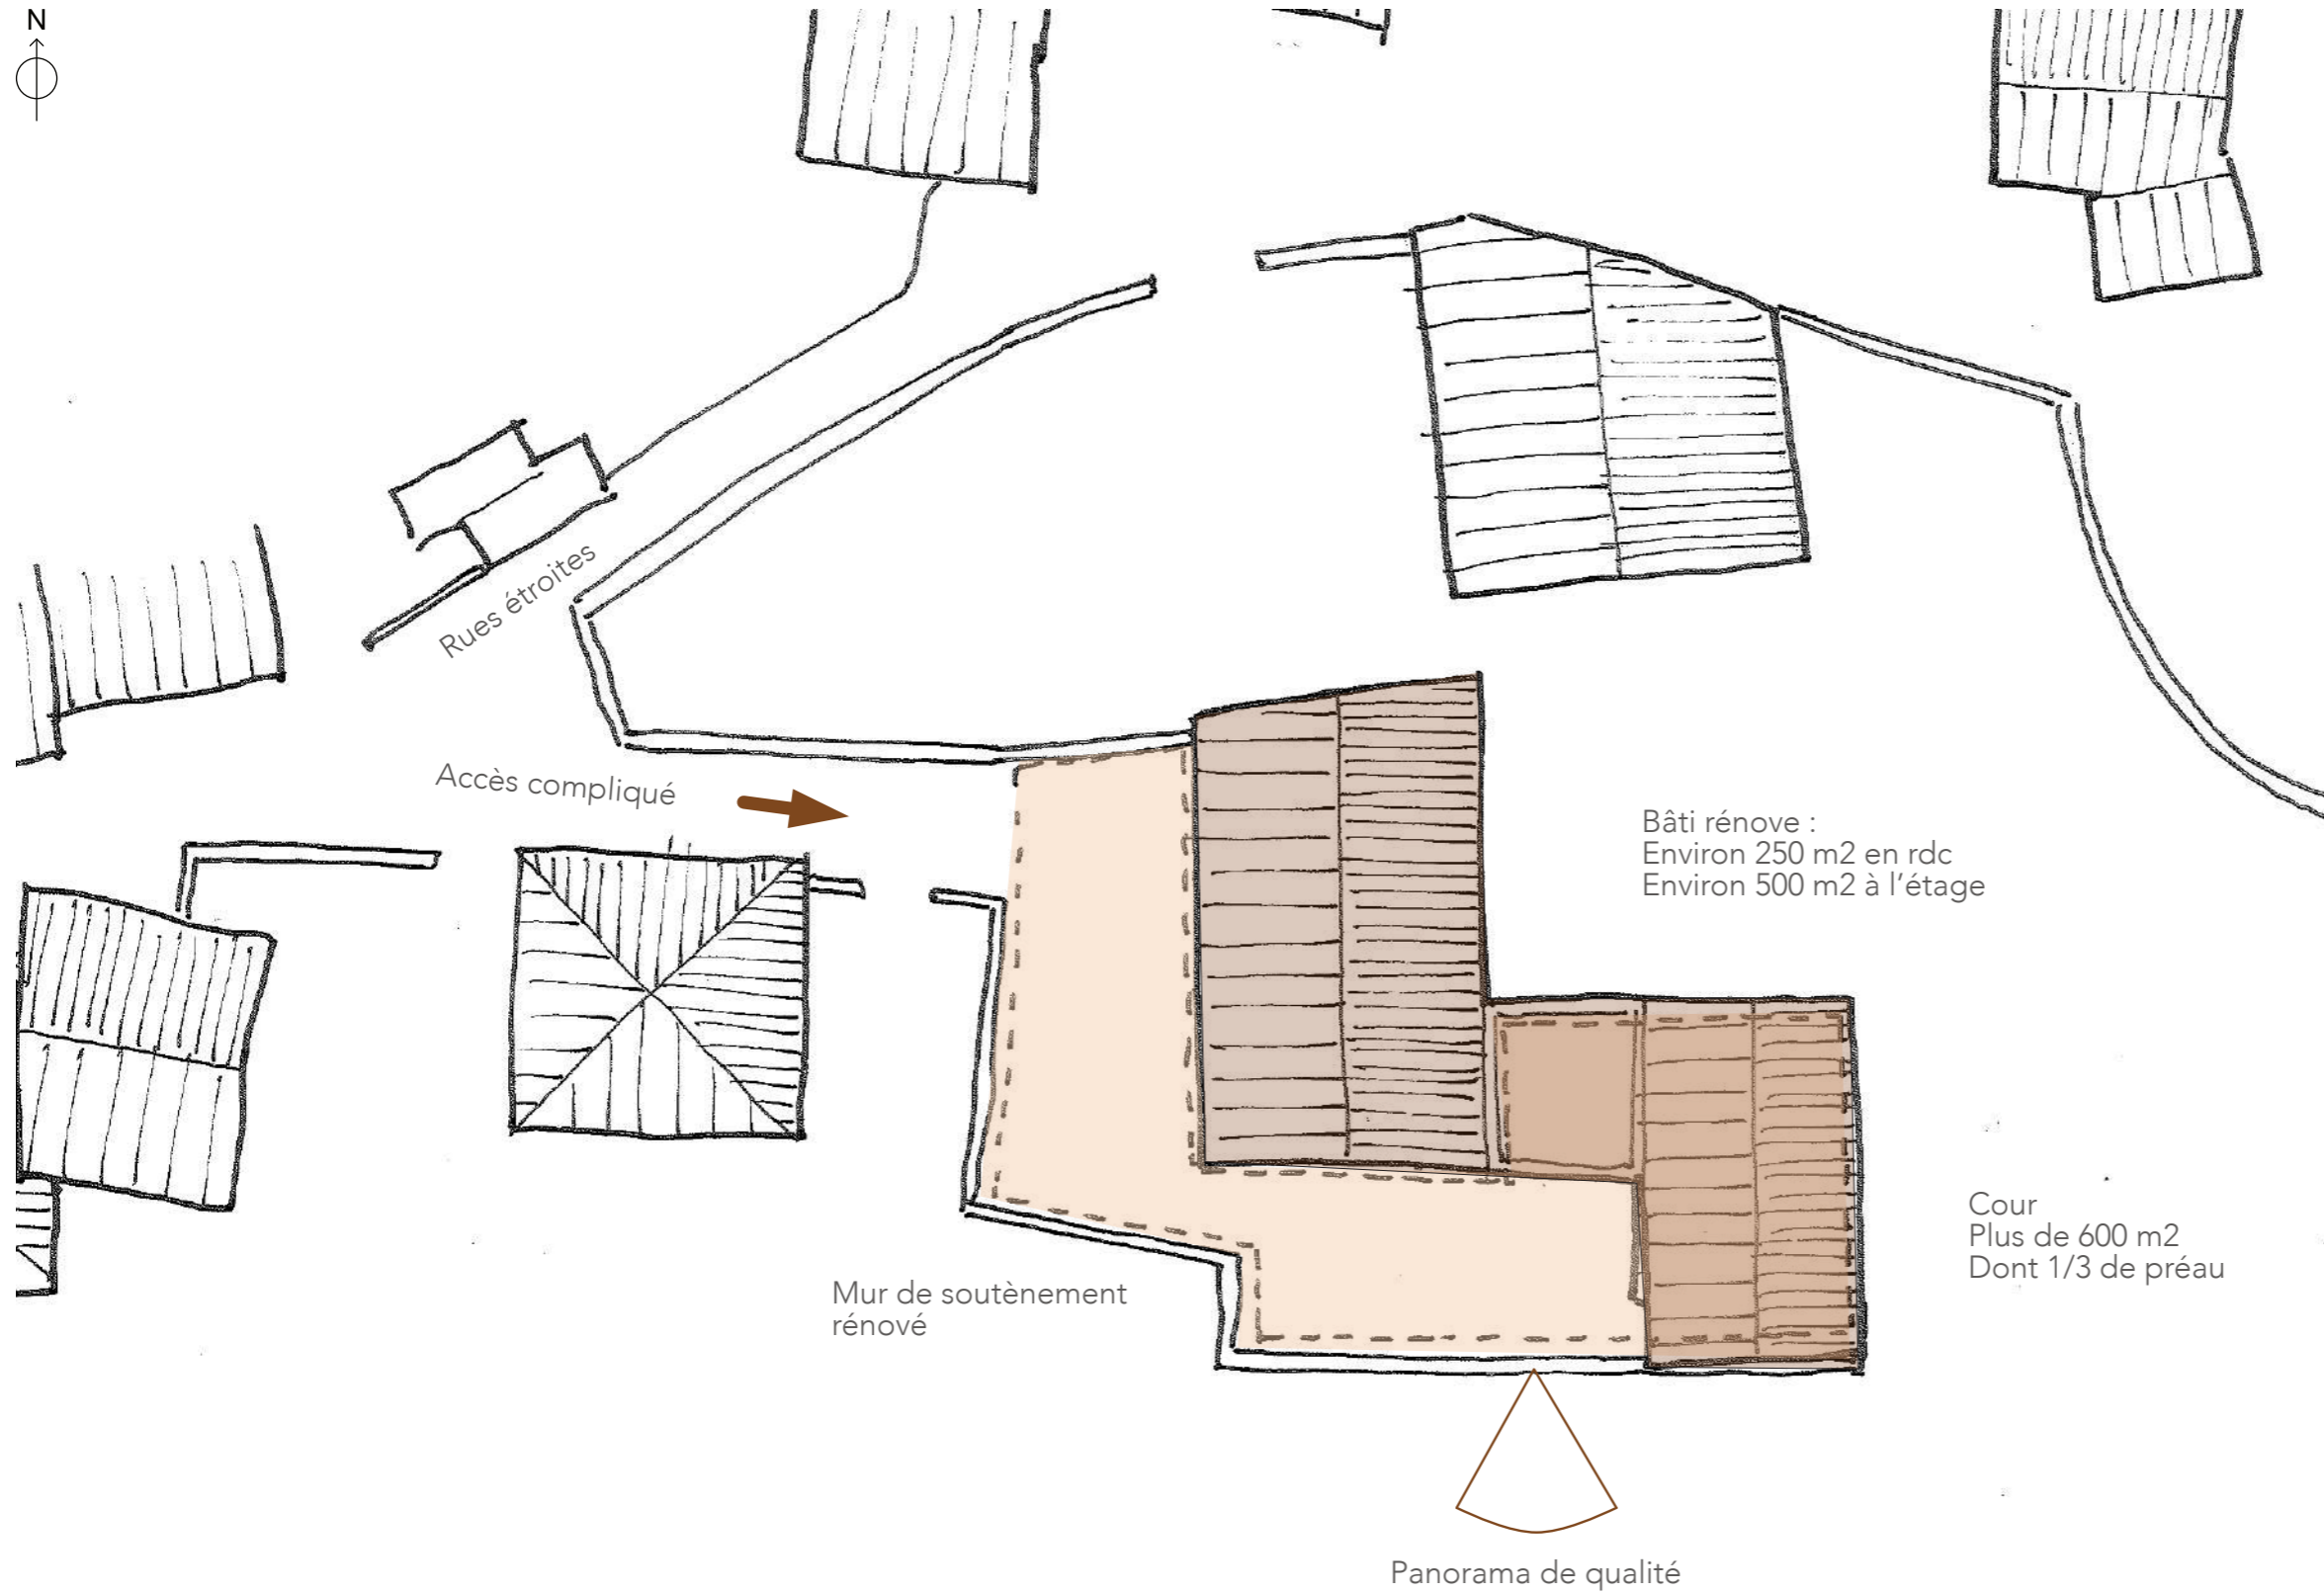 N
Rues étroites
Accès compliqué
Bâti rénove :
Environ 250 m2 en rdc
Environ 500 m2 à l'étage
Cour
Plus de 600 m2
Dont 1/3 de préau
Mur de soutènement
rénové
Panorama de qualité